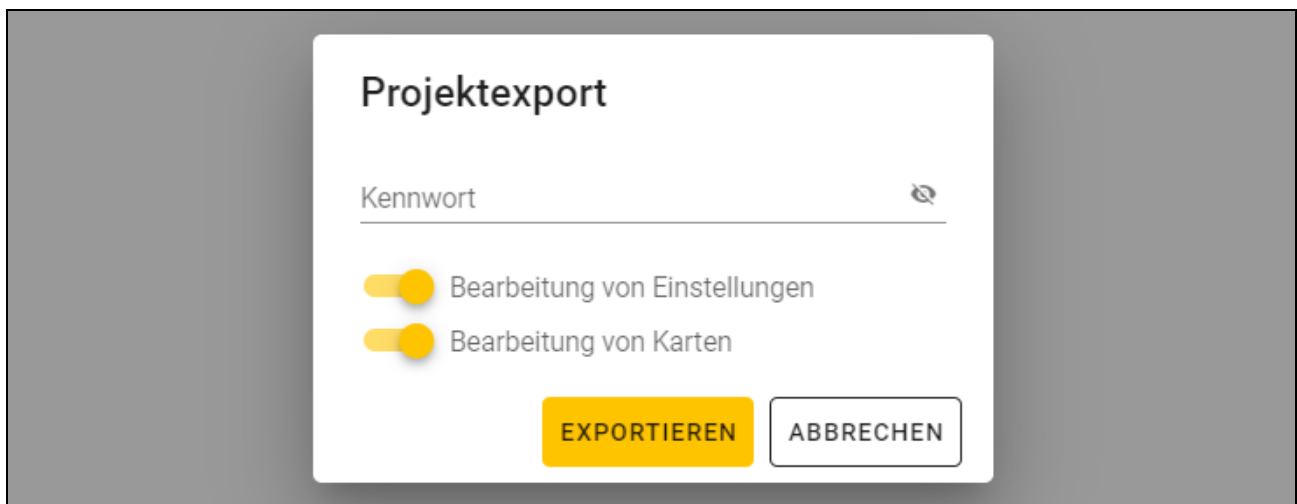 Projektexport
Kennwort
Bearbeitung von Einstellungen
Bearbeitung von Karten
EXPORTIEREN ABBRECHEN